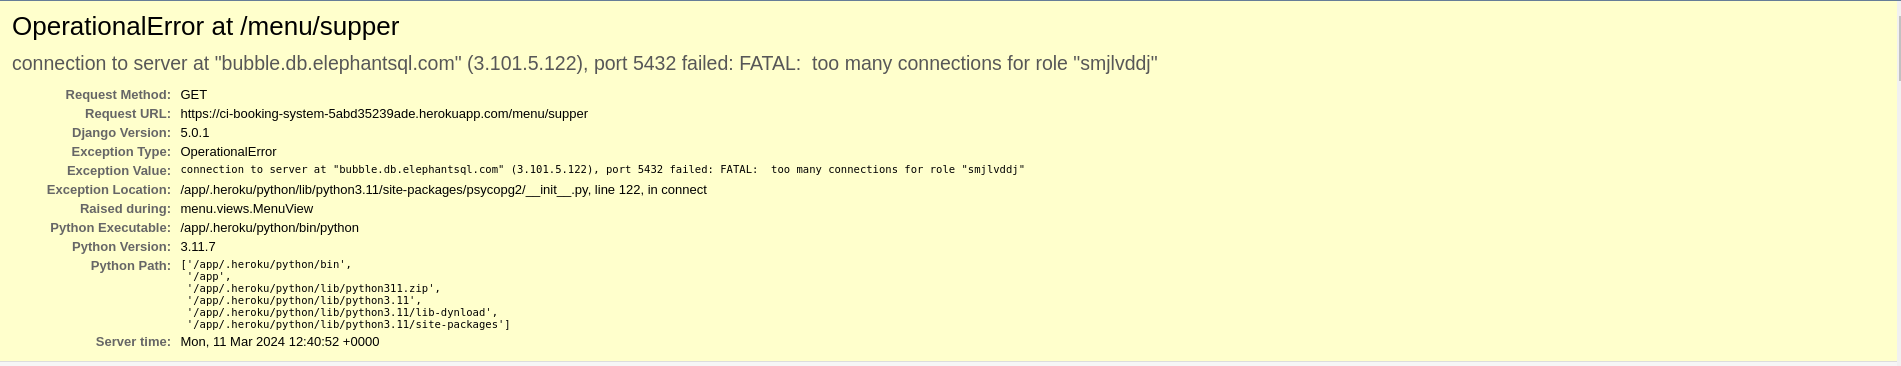 OperationalError at /menu/supper
connection to server at "bubble.db.elephantsql.com" (3.101.5.122), port 5432 failed: FATAL:  too many connections for role "smjlvddj"
Request Method: GET
Request URL: https://ci-booking-system-5abd35239ade.herokuapp.com/menu/supper
Django Version: 5.0.1
Exception Type: OperationalError
Exception Value: connection to server at "bubble.db.elephantsql.com" (3.101.5.122), port 5432 failed: FATAL:  too many connections for role "smjlvddj"
Exception Location: /app/.heroku/python/lib/python3.11/site-packages/psycopg2/__init__.py, line 122, in connect
Raised during: menu.views.MenuView
Python Executable: /app/.heroku/python/bin/python
Python Version: 3.11.7
Python Path: ['/app/.heroku/python/bin',
'/app',
'/app/.heroku/python/lib/python311.zip',
'/app/.heroku/python/lib/python3.11',
'/app/.heroku/python/lib/python3.11/lib-dynload',
'/app/.heroku/python/lib/python3.11/site-packages']
Server time: Mon, 11 Mar 2024 12:40:52 +0000